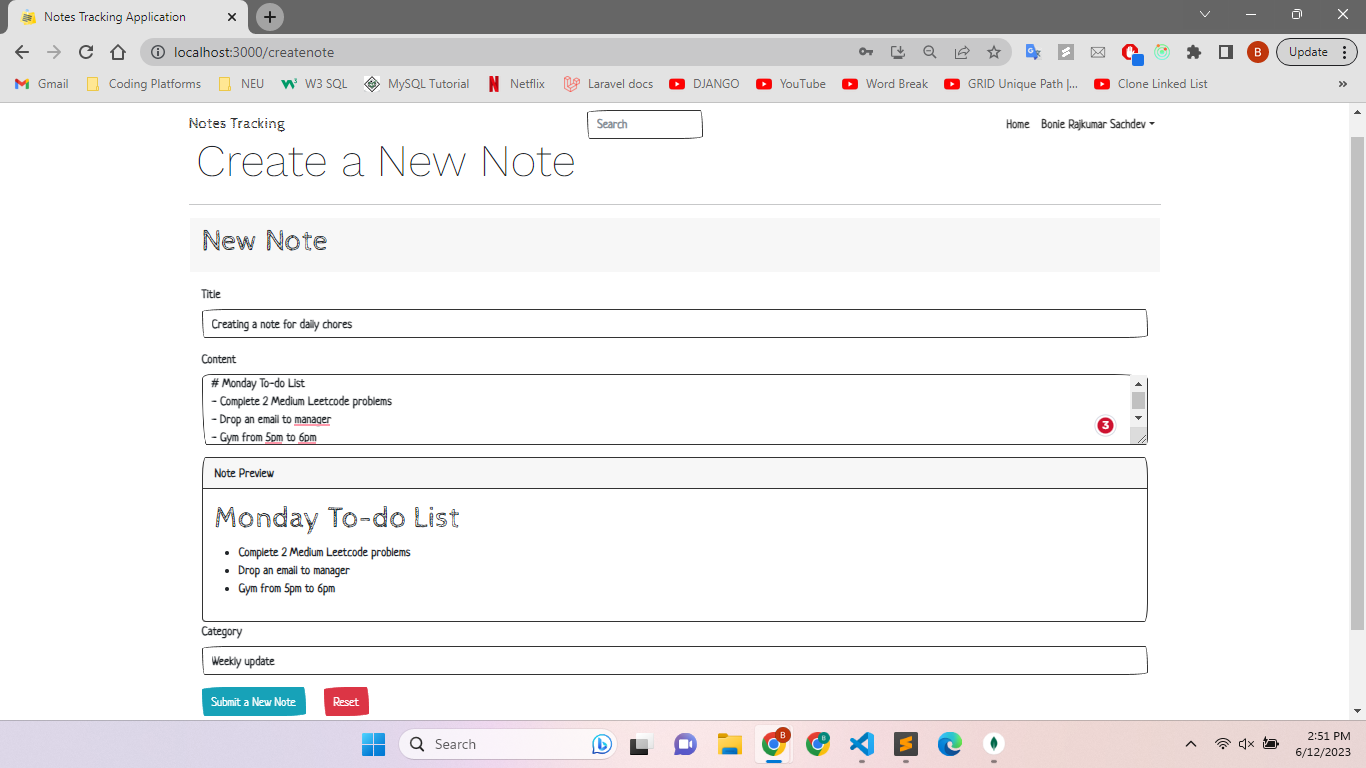 Notes Tracking Application
localhost:3000/createnote
B
Update
Gmail
Coding Platforms
NEU
W3 SQL
MySQL Tutorial
Netflix
Laravel docs
DJANGO
YouTube
Word Break
GRID Unique Path |...
Clone Linked List
»
Notes Tracking
Search
Home
Bonie Rajkumar Sachdev
Create a New Note
New Note
Title
Creating a note for daily chores
Content
# Monday To-do List
- Complete 2 Medium Leetcode problems
- Drop an email to manager
- Gym from 5pm to 6pm
3
Note Preview
Monday To-do List
• Complete 2 Medium Leetcode problems
• Drop an email to manager
• Gym from 5pm to 6pm
Category
Weekly update
Submit a New Note
Reset
Search
B
B
2:51 PM
6/12/2023